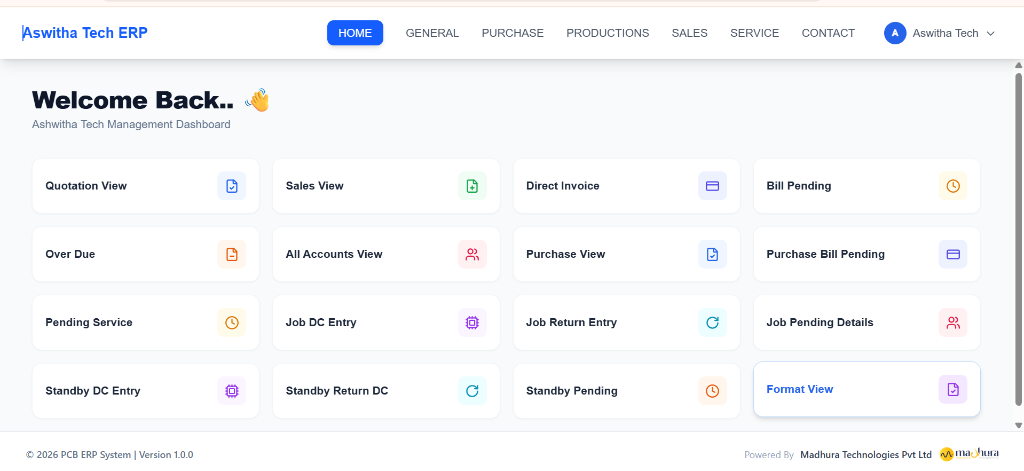 Aswitha Tech ERP
HOME GENERAL PURCHASE PRODUCTIONS SALES SERVICE CONTACT A Aswitha Tech
Welcome Back.. 👋
Ashwitha Tech Management Dashboard
Quotation View Sales View Direct Invoice Bill Pending
Over Due All Accounts View Purchase View Purchase Bill Pending
Pending Service Job DC Entry Job Return Entry Job Pending Details
Standby DC Entry Standby Return DC Standby Pending Format View
© 2026 PCB ERP System | Version 1.0.0
Powered By Madhura Technologies Pvt Ltd madhura